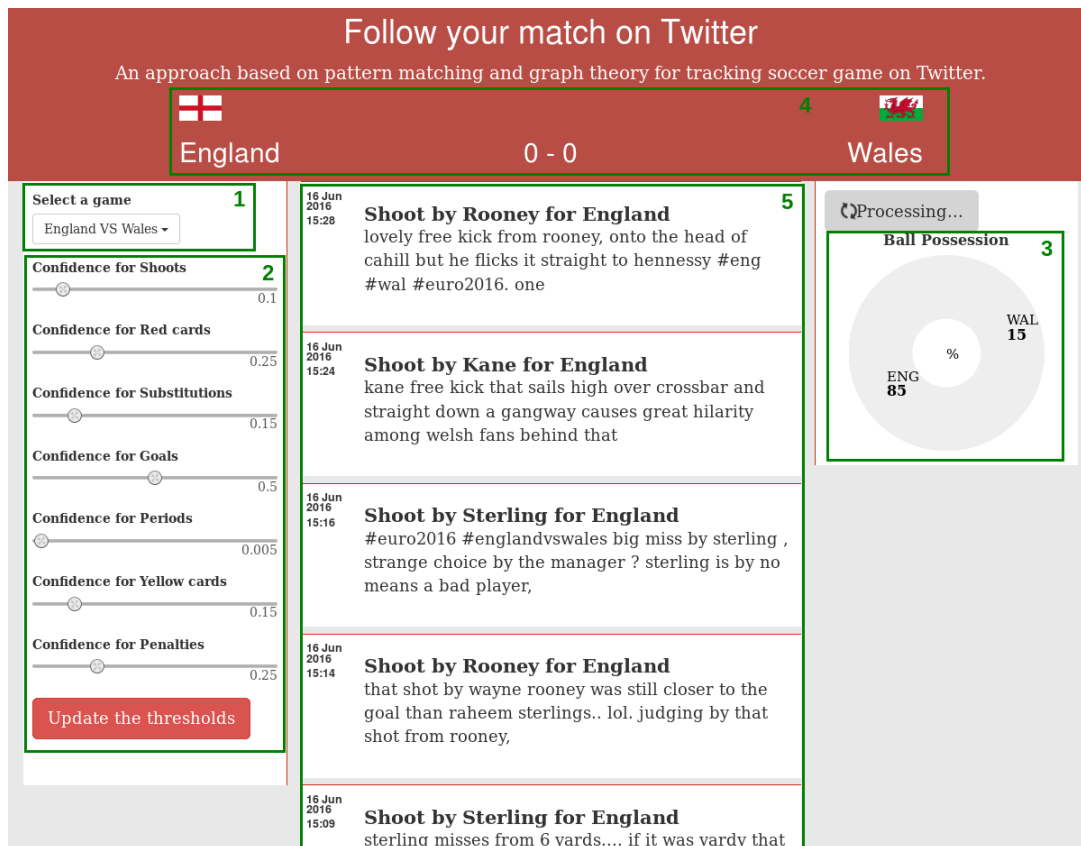 Follow your match on Twitter
An approach based on pattern matching and graph theory for tracking soccer game on Twitter.
4
England
0 - 0
Wales
Select a game
1
England VS Wales
2
Confidence for Shoots
0.1
Confidence for Red cards
0.25
Confidence for Substitutions
0.15
Confidence for Goals
0.5
Confidence for Periods
0.005
Confidence for Yellow cards
0.15
Confidence for Penalties
0.25
Update the thresholds
5
16 Jun
2016
15:28
Shoot by Rooney for England
lovely free kick from rooney, onto the head of
cahill but he flicks it straight to hennessy #eng
#wal #euro2016. one
16 Jun
2016
15:24
Shoot by Kane for England
kane free kick that sails high over crossbar and
straight down a gangway causes great hilarity
among welsh fans behind that
16 Jun
2016
15:16
Shoot by Sterling for England
#euro2016 #englandvswales big miss by sterling ,
strange choice by the manager ? sterling is by no
means a bad player,
16 Jun
2016
15:14
Shoot by Rooney for England
that shot by wayne rooney was still closer to the
goal than raheem sterlings.. lol. judging by that
shot from rooney,
16 Jun
2016
15:09
Shoot by Sterling for England
sterling misses from 6 yards.... if it was vardy that
Processing...
Ball Possession
3
WAL
15
%
ENG
85